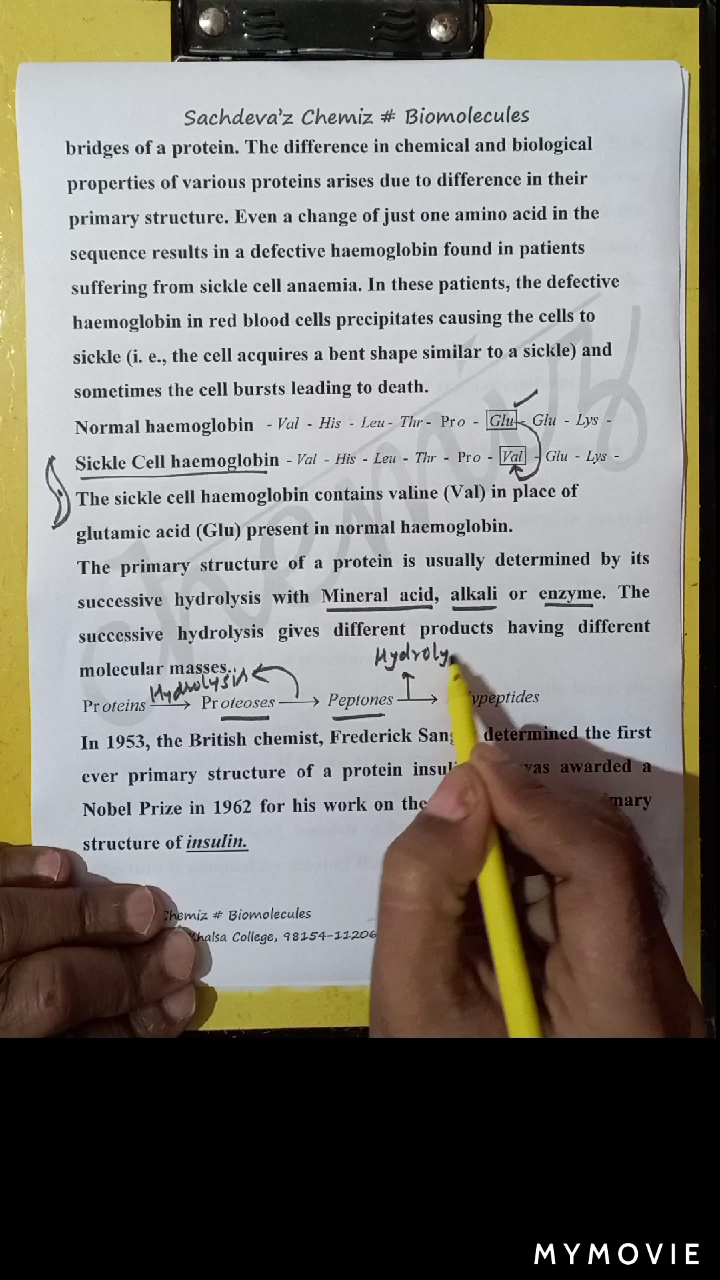 Sachdeva'z Chemiz # Biomolecules
bridges of a protein. The difference in chemical and biological
properties of various proteins arises due to difference in their
primary structure. Even a change of just one amino acid in the
sequence results in a defective haemoglobin found in patients
suffering from sickle cell anaemia. In these patients, the defective
haemoglobin in red blood cells precipitates causing the cells to
sickle (i. e., the cell acquires a bent shape similar to a sickle) and
sometimes the cell bursts leading to death.
Normal haemoglobin - Val - His - Leu - Thr - Pro - Glu - Glu - Lys -
Sickle Cell haemoglobin - Val - His - Leu - Thr - Pro - Val - Glu - Lys -
The sickle cell haemoglobin contains valine (Val) in place of
glutamic acid (Glu) present in normal haemoglobin.
The primary structure of a protein is usually determined by its
successive hydrolysis with Mineral acid, alkali or enzyme. The
successive hydrolysis gives different products having different
molecular masses..
Hydroly
Hydrolysis
Proteins → Proteoses → Peptones → ypeptides
In 1953, the British chemist, Frederick Sang determined the first
ever primary structure of a protein insuli was awarded a
Nobel Prize in 1962 for his work on the mary
structure of insulin.
Chemiz # Biomolecules
Khalsa College, 98154-11206
Chemiz
MYMOVIE